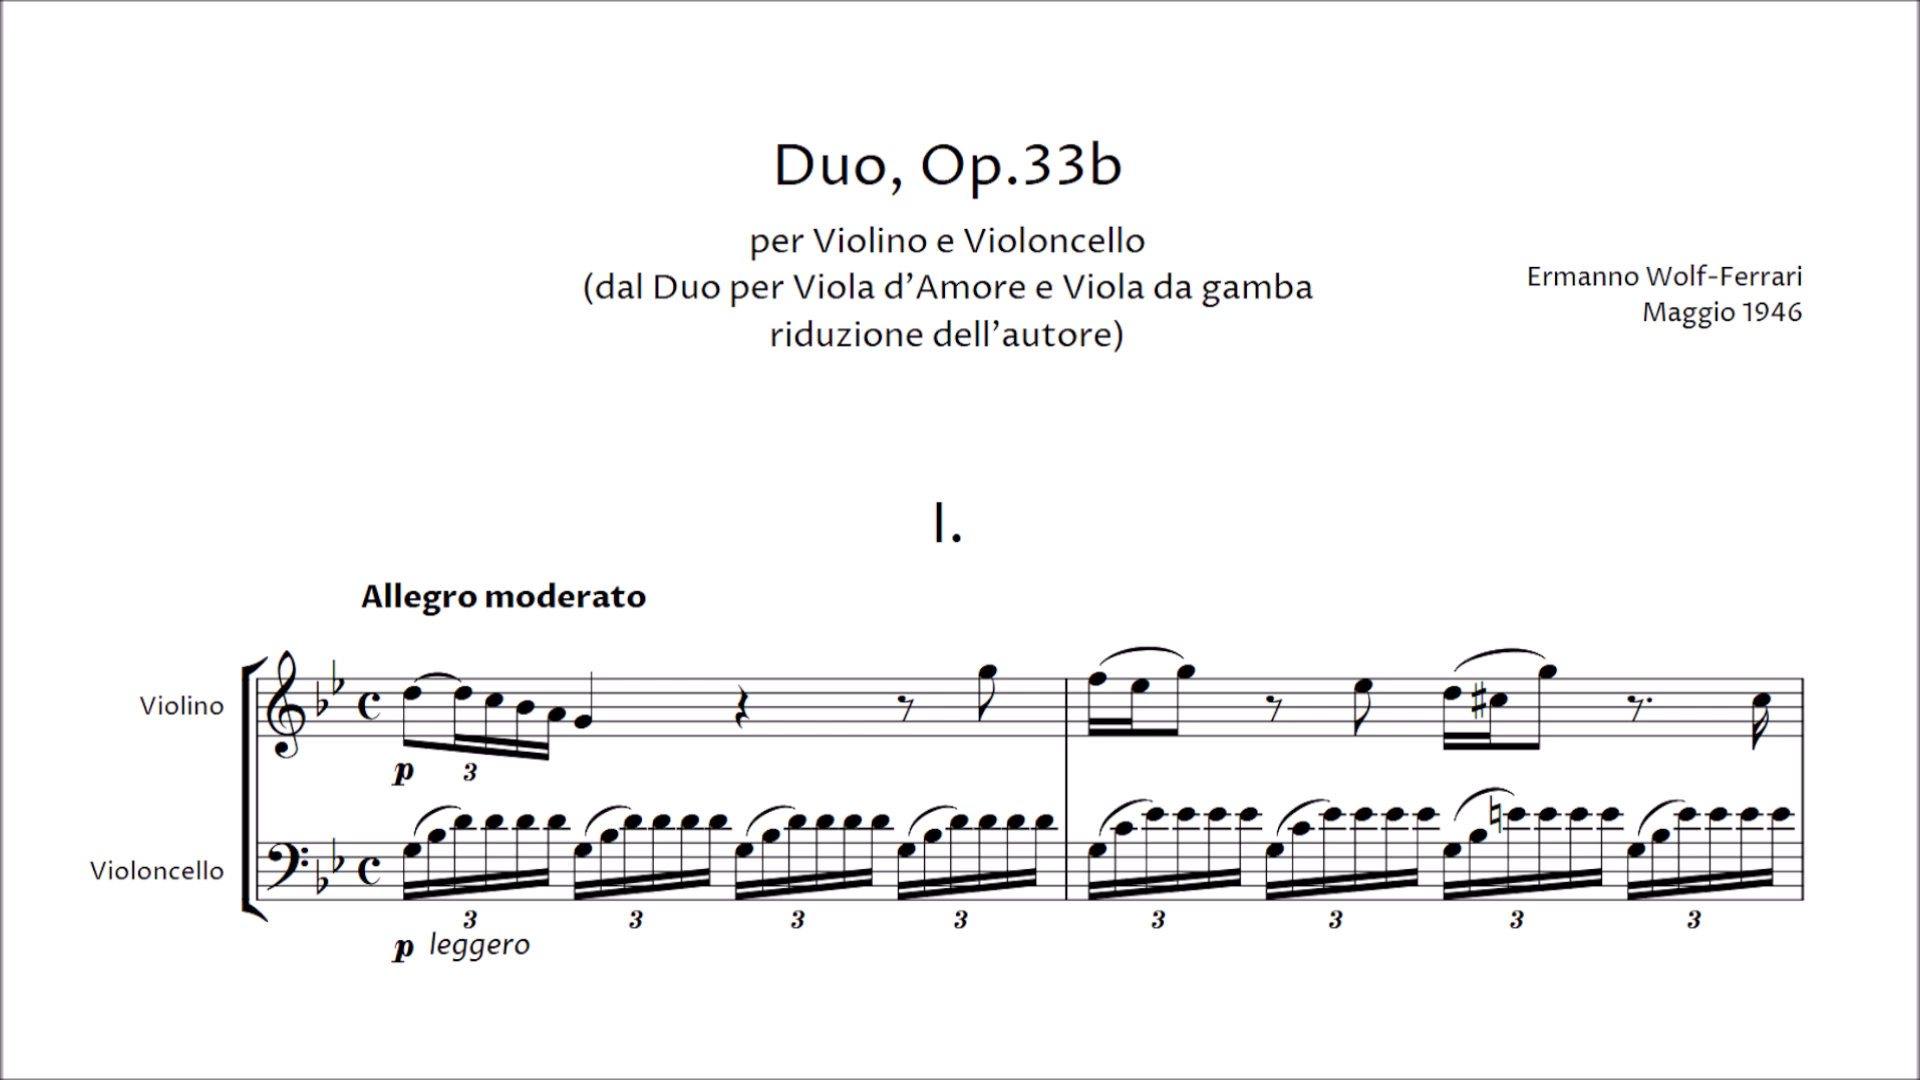 Duo, Op.33b
per Violino e Violoncello
(dal Duo per Viola d’Amore e Viola da gamba
riduzione dell’autore)
Ermanno Wolf-Ferrari
Maggio 1946
I.
Allegro moderato
Violino
p 3
Violoncello
3 3 3 3 3 3 3 3
p leggero